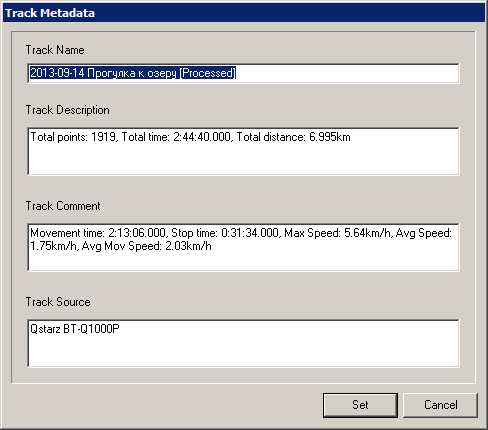 Track Metadata
Track Name
2013-09-14 Прогулка к озеру [Processed]
Track Description
Total points: 1919, Total time: 2:44:40.000, Total distance: 6.995km
Track Comment
Movement time: 2:13:06.000, Stop time: 0:31:34.000, Max Speed: 5.64km/h, Avg Speed:
1.75km/h, Avg Mov Speed: 2.03km/h
Track Source
Qstarz BT-Q1000P
Set
Cancel